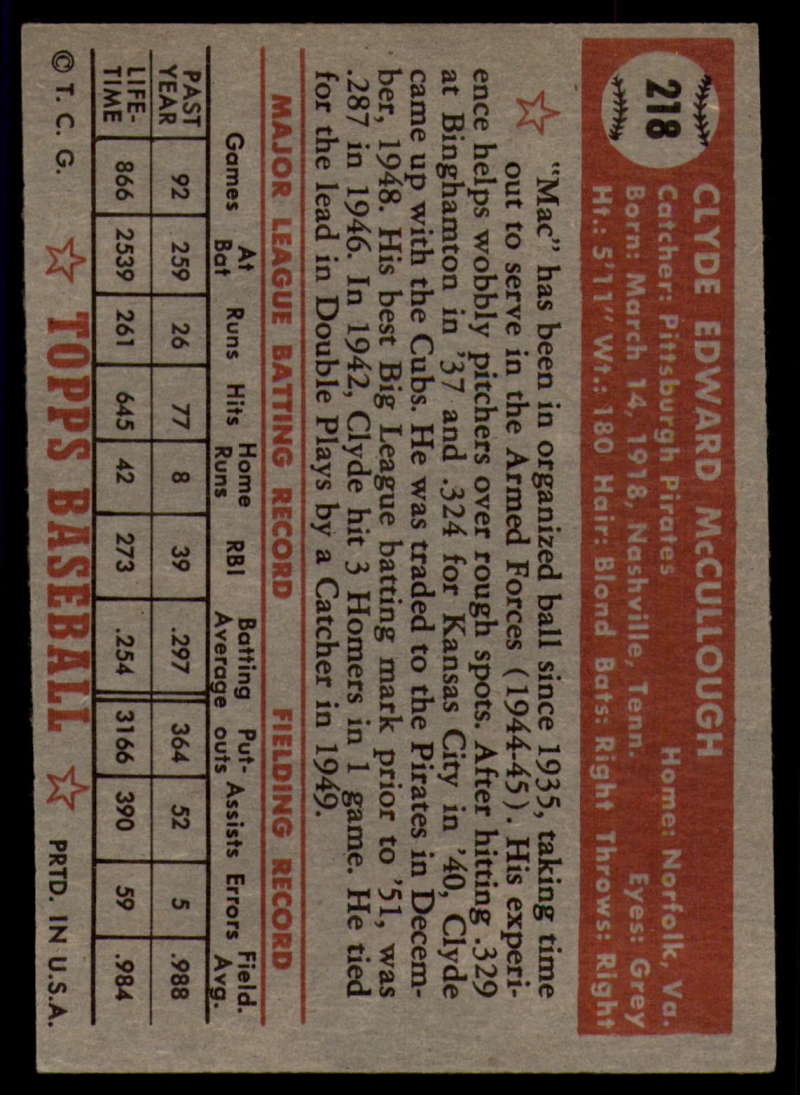 218
CLYDE EDWARD McCULLOUGH
Catcher: Pittsburgh Pirates Home: Norfolk, Va.
Born: March 14, 1918, Nashville, Tenn. Eyes: Grey
Ht.: 5'11" Wt.: 180 Hair: Blond Bats: Right Throws: Right
"Mac" has been in organized ball since 1935, taking time
out to serve in the Armed Forces (1944-45). His experi-
ence helps wobbly pitchers over rough spots. After hitting .329
at Binghamton in '37 and .324 for Kansas City in '40, Clyde
came up with the Cubs. He was traded to the Pirates in Decem-
ber, 1948. His best Big League batting mark prior to '51, was
.287 in 1946. In 1942, Clyde hit 3 Homers in 1 game. He tied
for the lead in Double Plays by a Catcher in 1949.
MAJOR LEAGUE BATTING RECORD FIELDING RECORD
Games At Bat Runs Hits Home Runs RBI Batting Average Put-outs Assists Errors Field. Avg.
PAST YEAR 92 259 26 77 8 39 .297 364 52 5 .988
LIFE-TIME 866 2539 261 645 42 273 .254 3166 390 59 .984
© T. C. G. TOPPS BASEBALL PRTD. IN U.S.A.